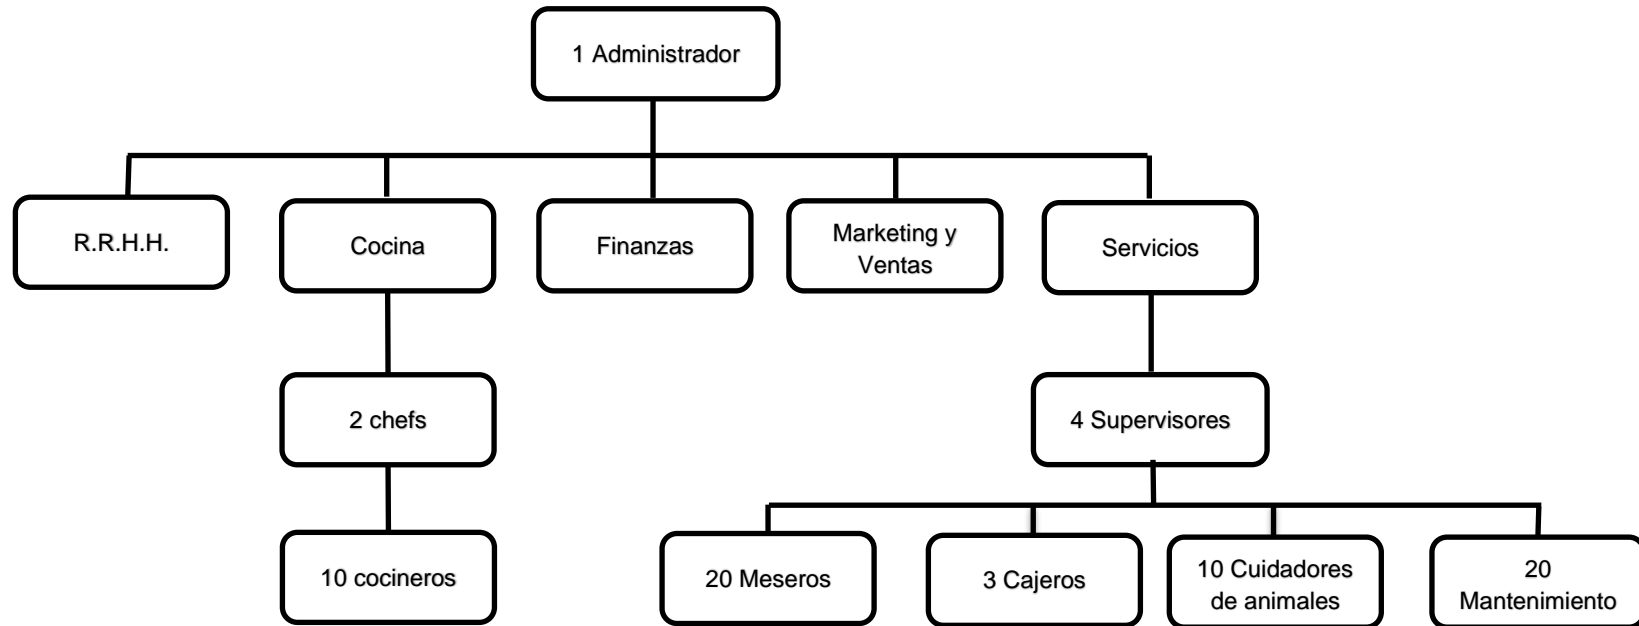 1 Administrador
R.R.H.H.
Cocina
Finanzas
Marketing y
Ventas
Servicios
2 chefs
4 Supervisores
10 cocineros
20 Meseros
3 Cajeros
10 Cuidadores
de animales
20
Mantenimiento